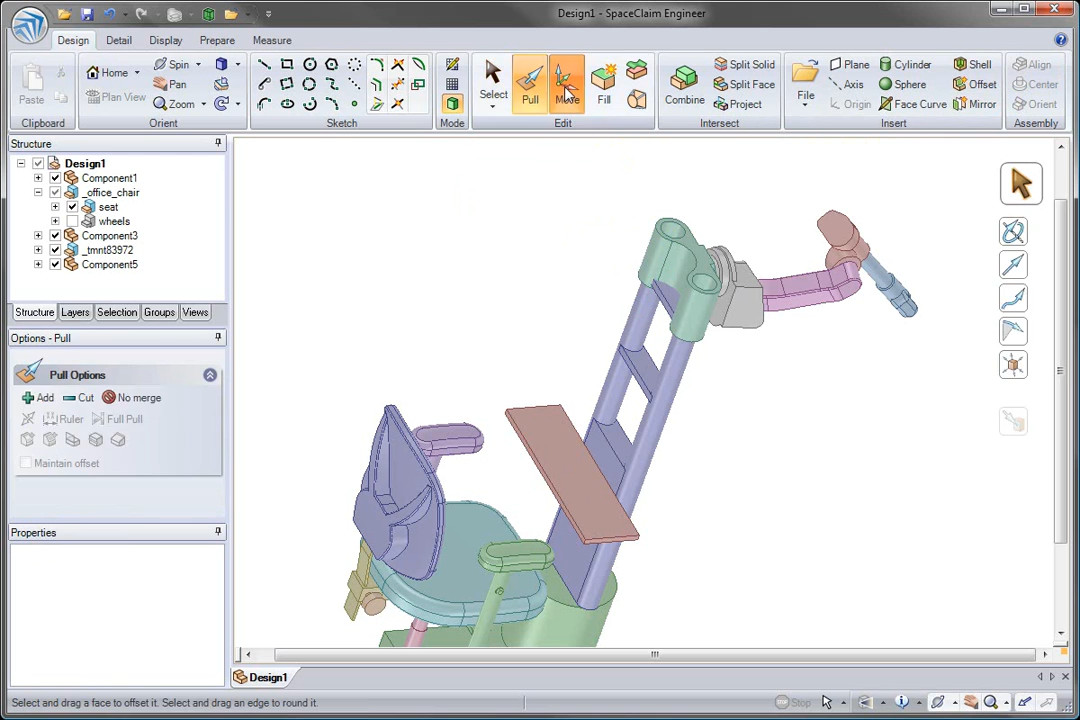 Design1 - SpaceClaim Engineer
Design Detail Display Prepare Measure
Paste
Clipboard
Home
Plan View
Spin
Pan
Zoom
Orient
Sketch
Mode
Select
Pull
Move
Fill
Edit
Combine
Split Solid
Split Face
Project
Intersect
File
Plane
Axis
Origin
Cylinder
Sphere
Face Curve
Shell
Offset
Mirror
Insert
Align
Center
Orient
Assembly
Structure
Design1
Component1
_office_chair
seat
wheels
Component3
_tmnt83972
Component5
Structure Layers Selection Groups Views
Options - Pull
Pull Options
Add Cut No merge
Ruler Full Pull
Maintain offset
Properties
Design1
Select and drag a face to offset it. Select and drag an edge to round it.
Stop